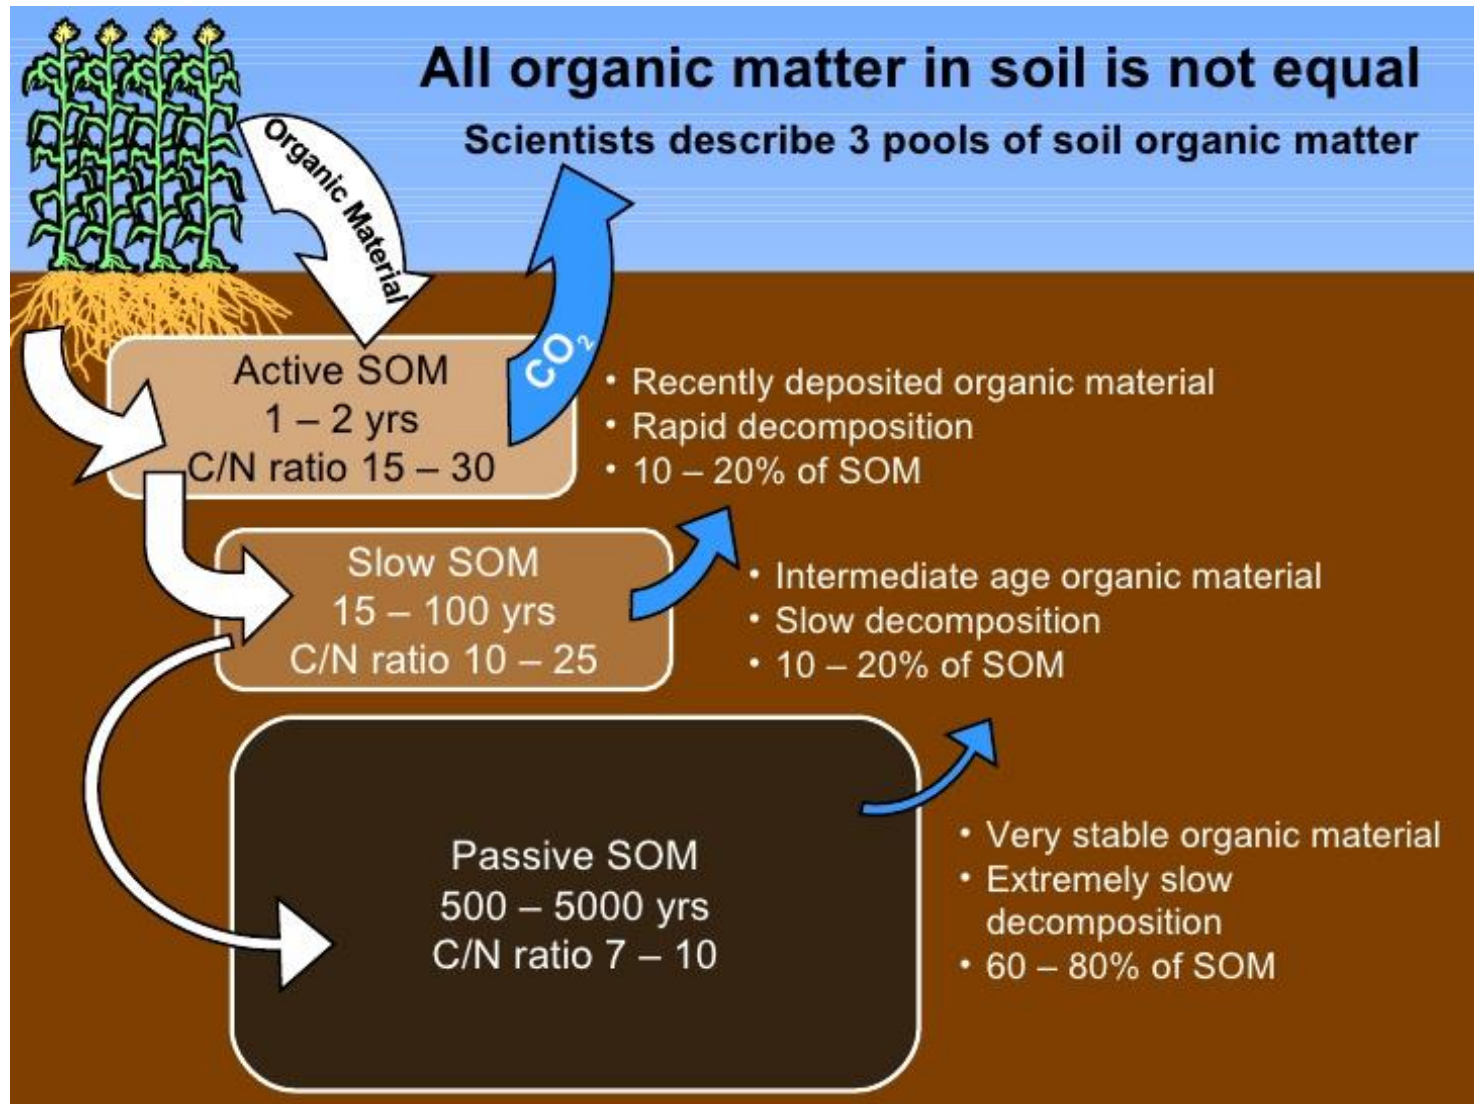 All organic matter in soil is not equal
Scientists describe 3 pools of soil organic matter
Organic Material
CO₂
Active SOM
1 – 2 yrs
C/N ratio 15 – 30
• Recently deposited organic material
• Rapid decomposition
• 10 – 20% of SOM
Slow SOM
15 – 100 yrs
C/N ratio 10 – 25
• Intermediate age organic material
• Slow decomposition
• 10 – 20% of SOM
Passive SOM
500 – 5000 yrs
C/N ratio 7 – 10
• Very stable organic material
• Extremely slow
decomposition
• 60 – 80% of SOM